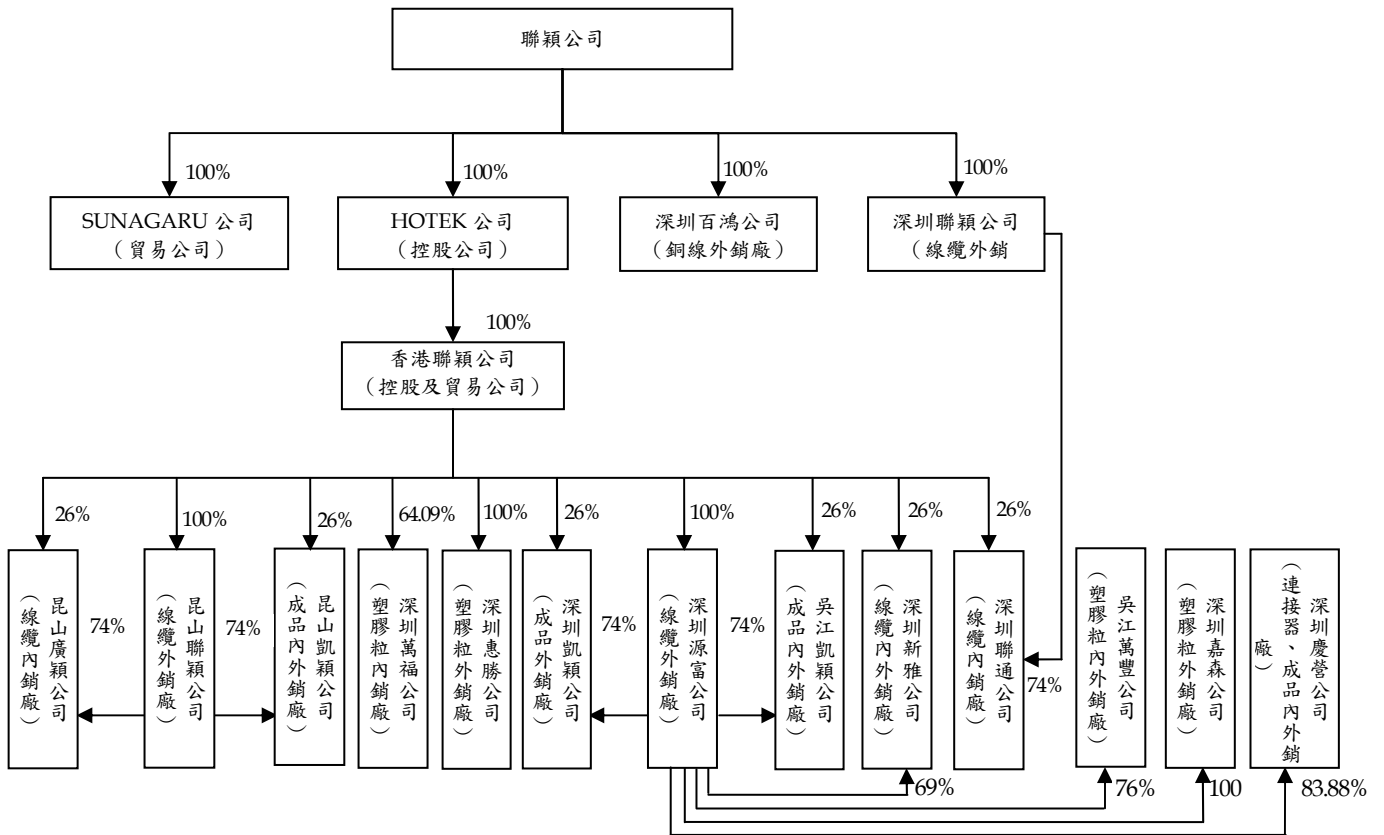 聯穎公司
100%
100%
100%
100%
SUNAGARU 公司
（貿易公司）
HOTEK 公司
（控股公司）
深圳百鴻公司
（銅線外銷廠）
深圳聯穎公司
（線纜外銷
100%
香港聯穎公司
（控股及貿易公司）
26%
100%
26%
64.09%
100%
26%
100%
26%
26%
26%
昆山廣穎公司
（線纜內銷廠）
74%
昆山聯穎公司
（線纜外銷廠）
74%
昆山凱穎公司
（成品內外銷廠）
深圳萬福公司
（塑膠粒內銷廠）
深圳惠勝公司
（塑膠粒外銷廠）
深圳凱穎公司
（成品外銷廠）
74%
深圳源富公司
（線纜外銷廠）
74%
吳江凱穎公司
（成品內外銷廠）
深圳新雅公司
（線纜內外銷廠）
深圳聯通公司
（線纜內銷廠）
74%
吳江萬豐公司
（塑膠粒內外銷廠）
深圳嘉森公司
（塑膠粒外銷廠）
深圳慶營公司
（連接器、成品內外銷
廠）
69%
76%
100
83.88%